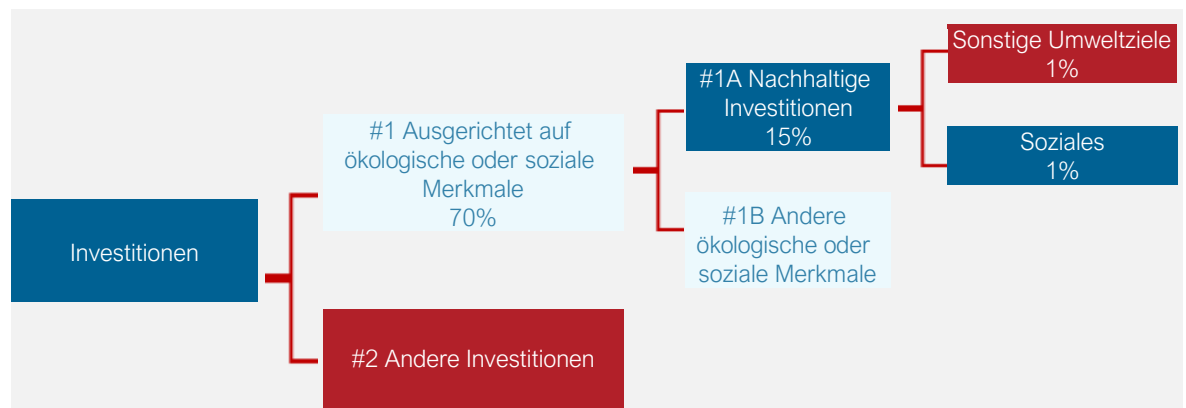 Investitionen
#1 Ausgerichtet auf
ökologische oder soziale
Merkmale
70%
#2 Andere Investitionen
#1A Nachhaltige
Investitionen
15%
#1B Andere
ökologische oder
soziale Merkmale
Sonstige Umweltziele
1%
Soziales
1%